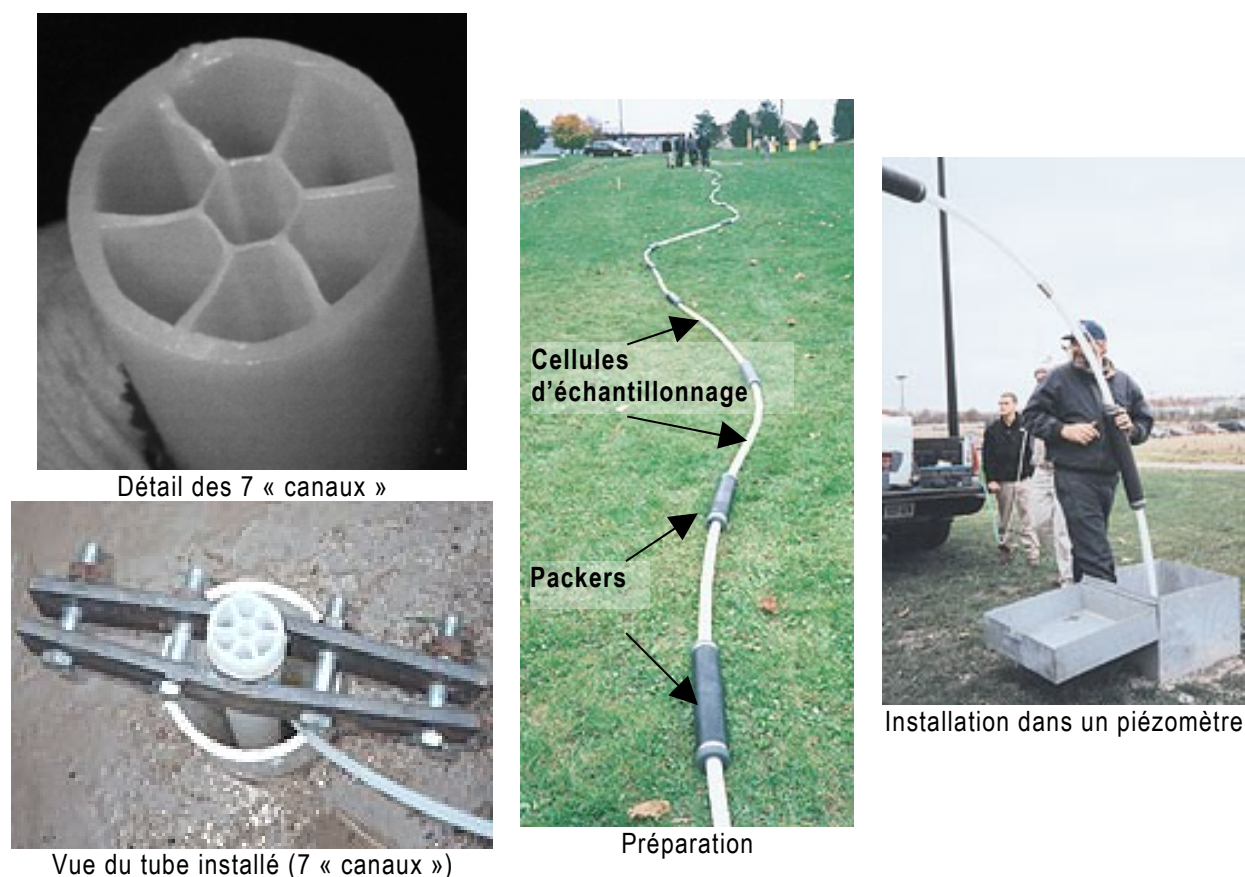 Détail des 7 « canaux »
Vue du tube installé (7 « canaux »)
Cellules
d'échantillonnage
Packers
Préparation
Installation dans un piézomètre